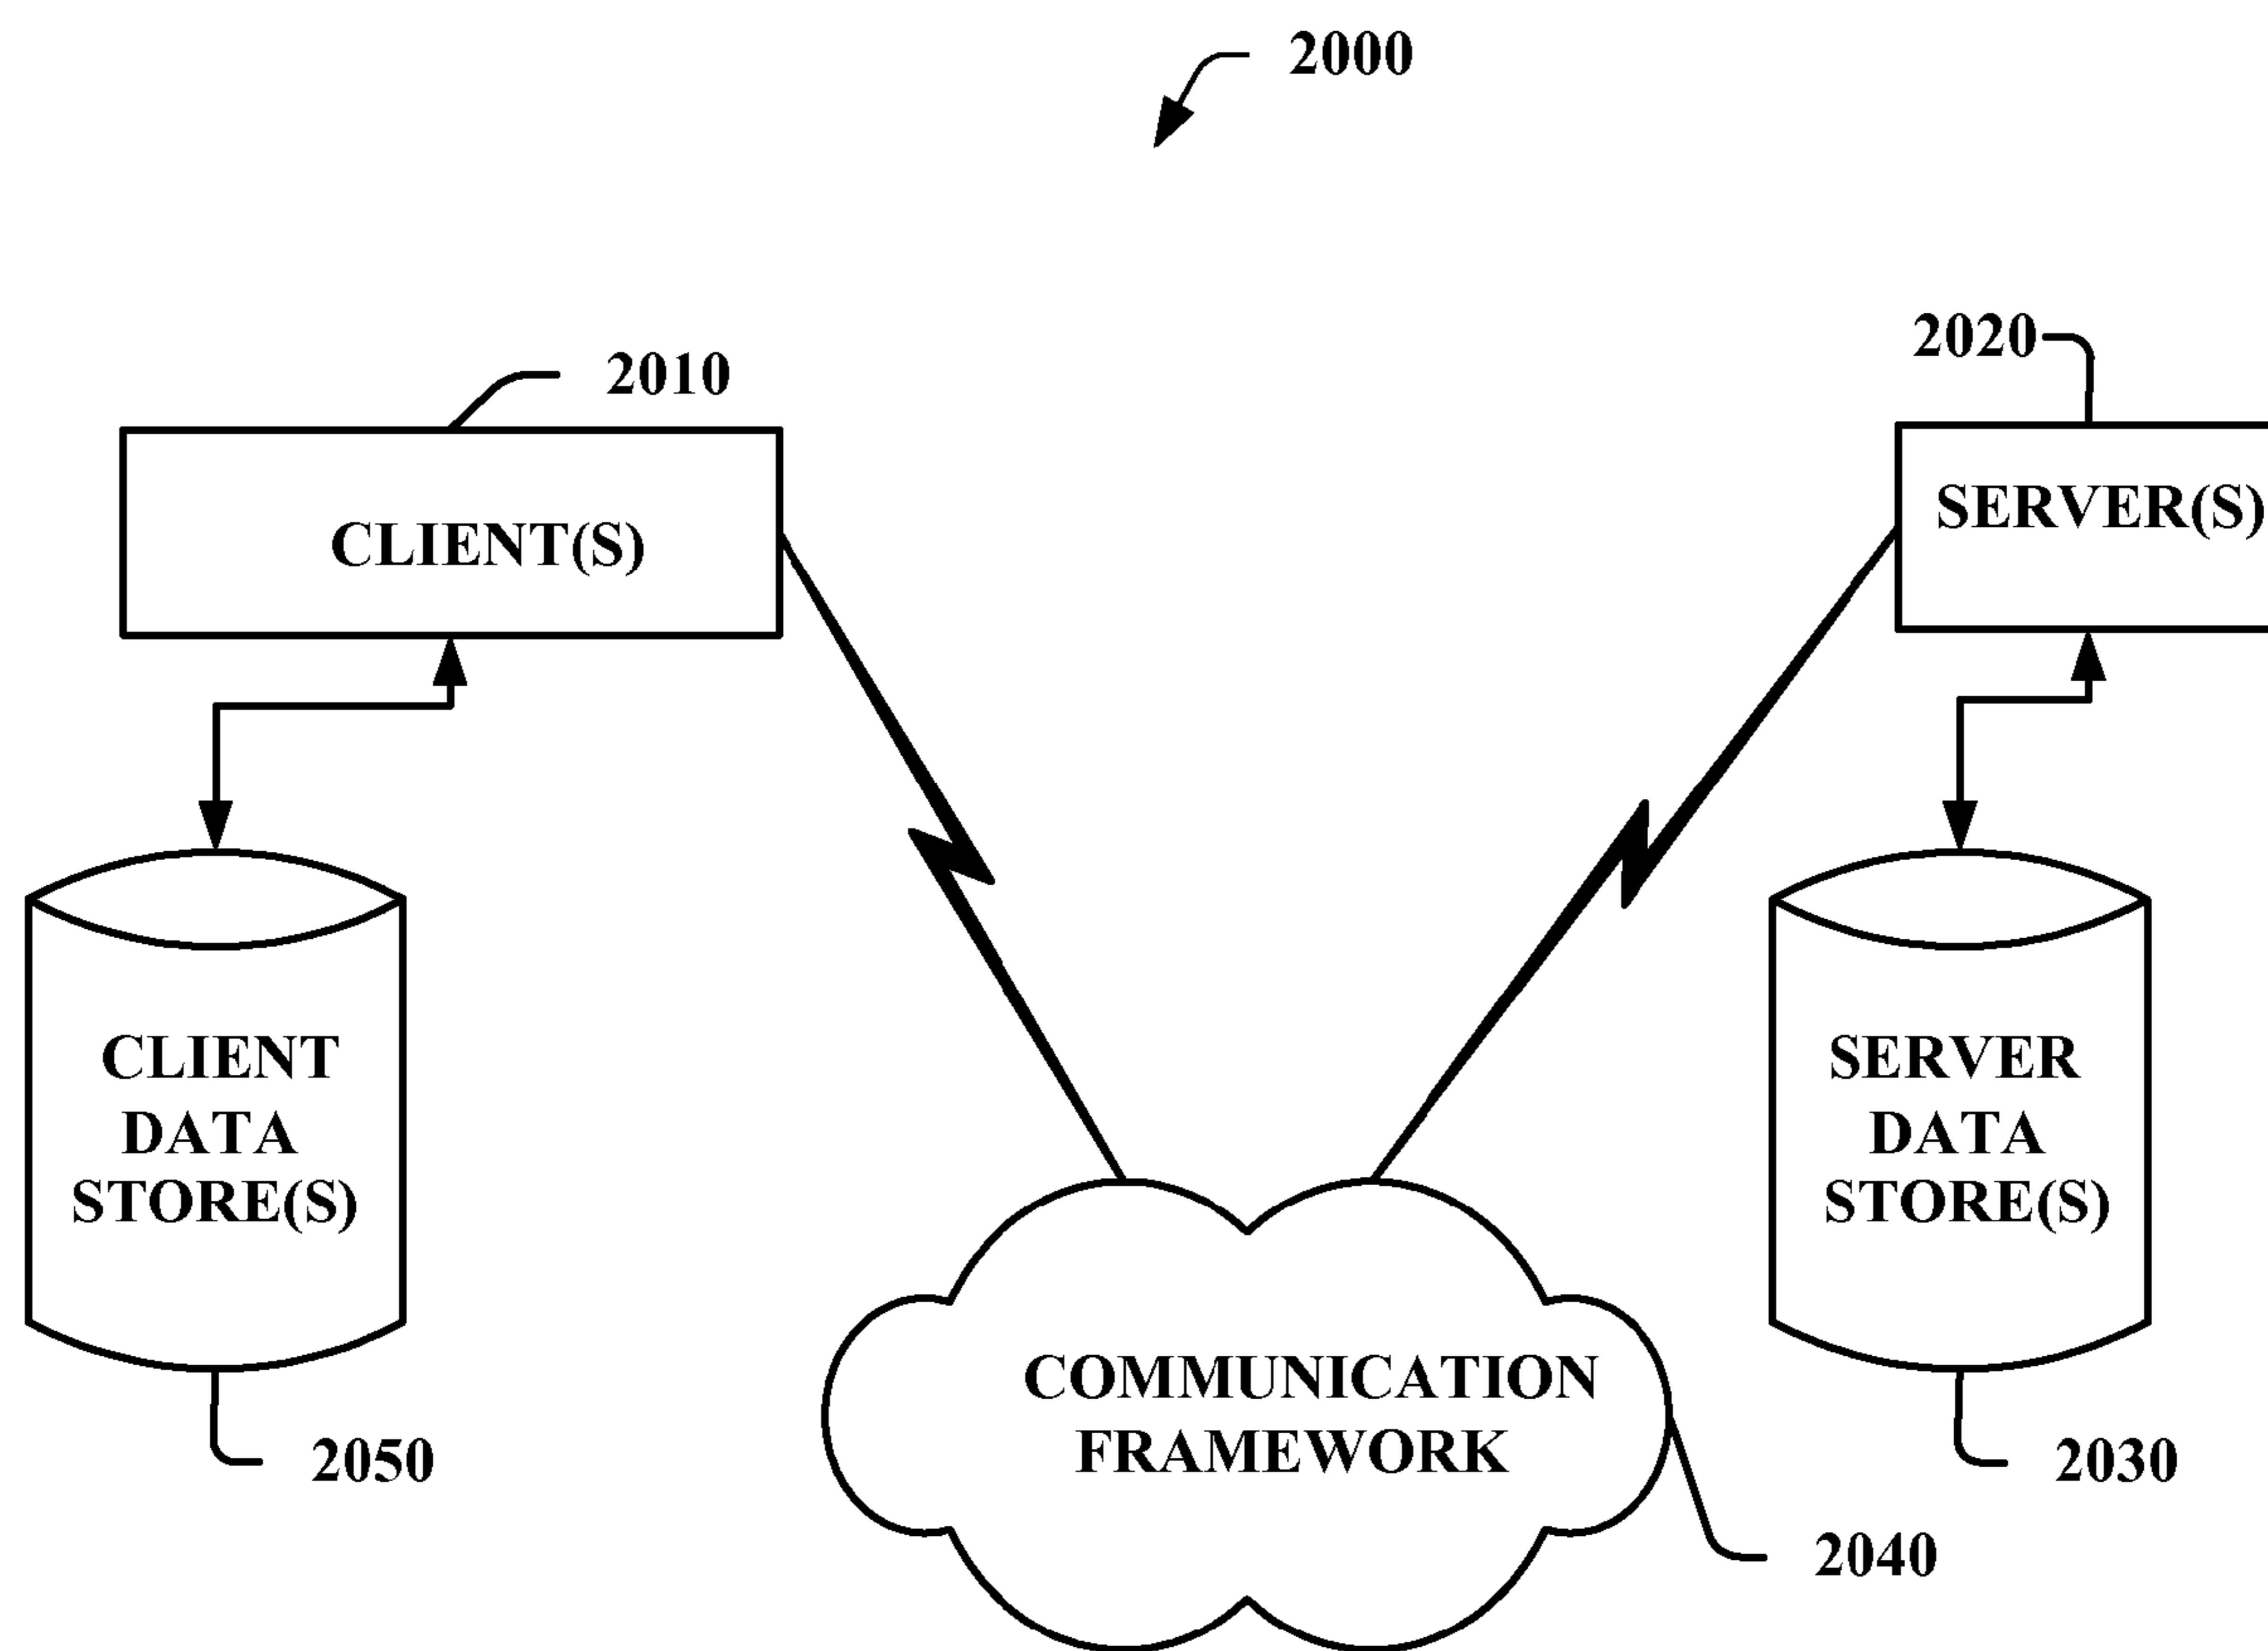 2000
2010
2020
CLIENT(S)
SERVER(S)
CLIENT
DATA
STORE(S)
SERVER
DATA
STORE(S)
COMMUNICATION
FRAMEWORK
2050
2030
2040